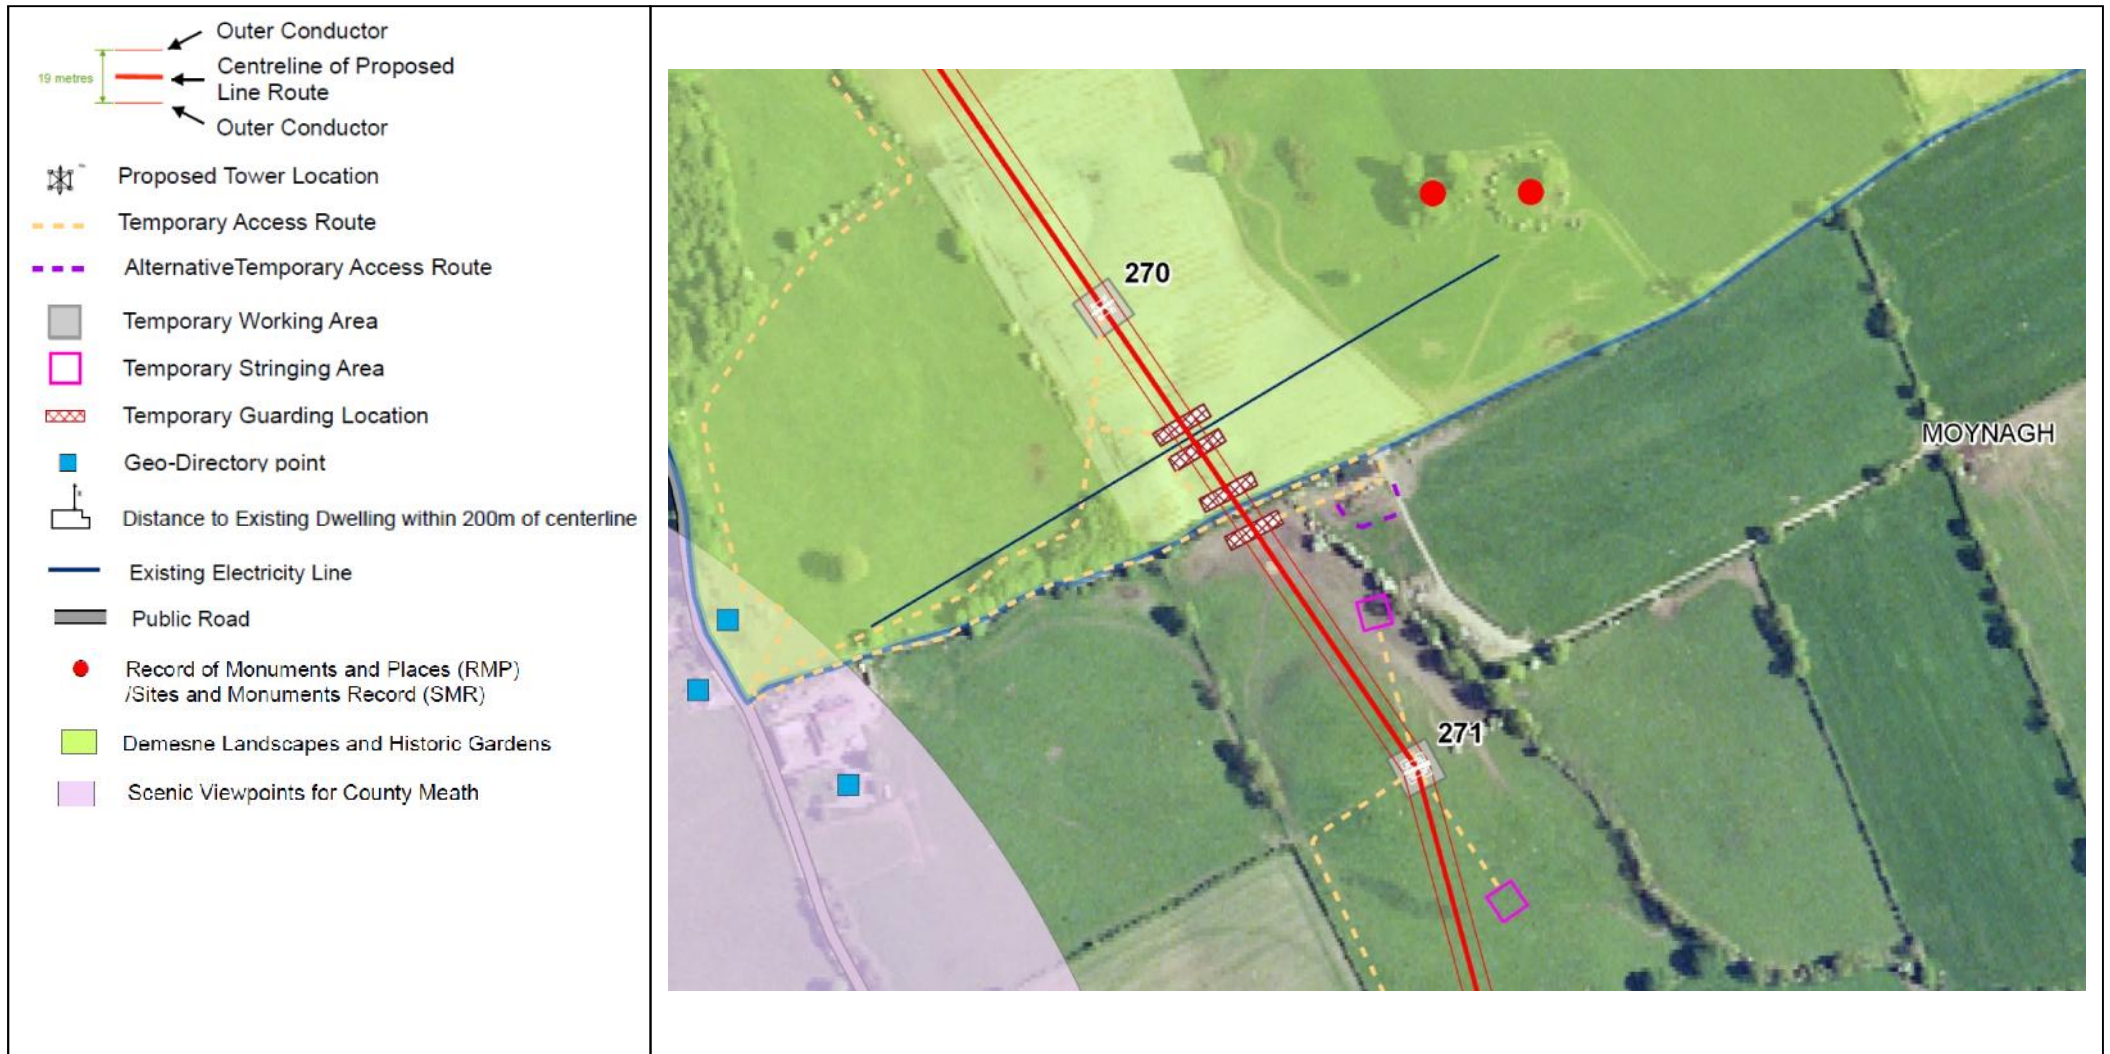 Outer Conductor
19 metres
Centreline of Proposed
Line Route
Outer Conductor
Proposed Tower Location
Temporary Access Route
AlternativeTemporary Access Route
Temporary Working Area
Temporary Stringing Area
Temporary Guarding Location
Geo-Directory point
Distance to Existing Dwelling within 200m of centerline
Existing Electricity Line
Public Road
Record of Monuments and Places (RMP)
/Sites and Monuments Record (SMR)
Demesne Landscapes and Historic Gardens
Scenic Viewpoints for County Meath
270
MOYNAGH
271